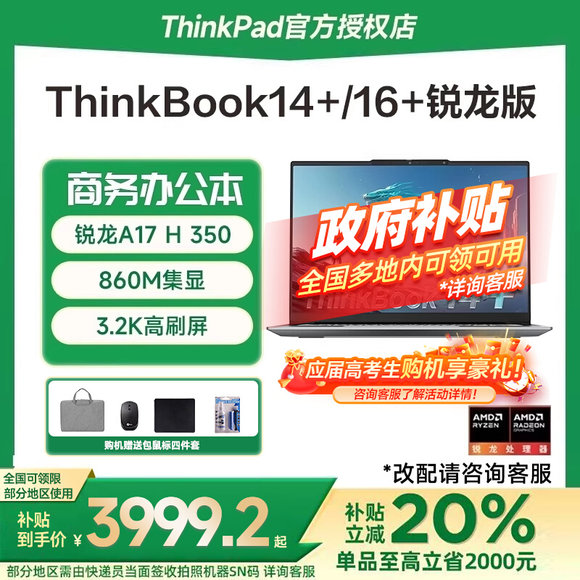 ThinkPad官方授权店
ThinkBook14+/16+锐龙版
商务办公本
锐龙A17 H 350
860M集显
3.2K高刷屏
政府补贴
全国多地内可领可用
*详询客服
ThinkBook 14+
应届高考生购机享豪礼!
咨询客服了解活动详情!
购机赠送包鼠标四件套
AMD
RYZEN
AMD
RADEON
GRAPHICS
锐龙处理器
*改配请咨询客服
全国可领限
部分地区使用
补贴
到手价
¥3999.2起
补贴
立减
20%
单品至高立省2000元
部分地区需由快递员当面签收拍照机器SN码 详询客服